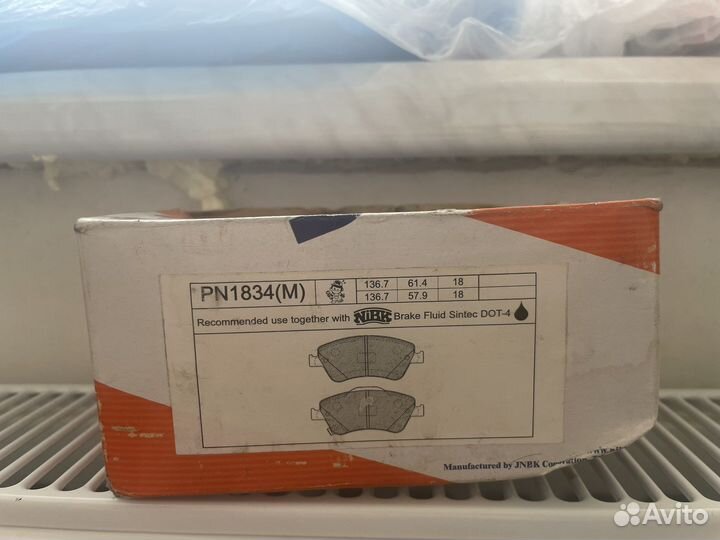 PN1834(M) 136.7 61.4 18
136.7 57.9 18
Recommended use together with NiBK Brake Fluid Sintec DOT-4
Manufactured by JNBK Corporation
Avito